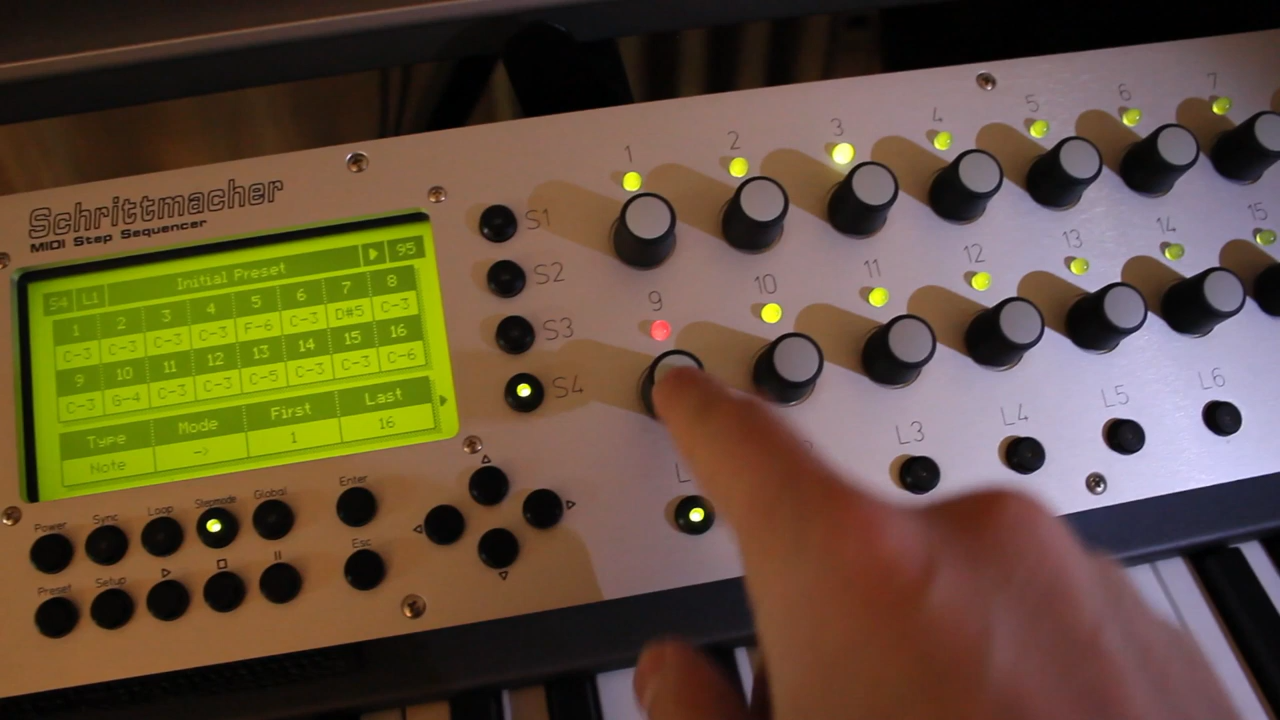 Schrittmacher
MIDI Step Sequencer
S4 L1 Initial Preset 95
1 2 3 4 5 6 7 8
C-3 C-3 C-3 C-3 F-6 C-3 D#5 C-3
9 10 11 12 13 14 15 16
C-3 G-4 C-3 C-3 C-5 C-3 C-3 C-6
Type Mode First Last
Note -> 1 16
S1
S2
S3
S4
1 2 3 4 5 6 7
9 10 11 12 13 14 15
L3 L4 L5 L6
Power Sync Loop Stepmode Global Enter
Preset Setup Esc